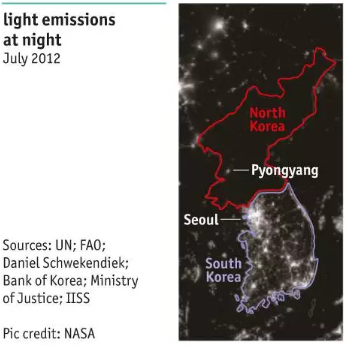 light emissions
at night
July 2012
North
Korea
Pyongyang
Seoul
South
Korea
Sources: UN; FAO;
Daniel Schwekendiek;
Bank of Korea; Ministry
of Justice; IISS
Pic credit: NASA